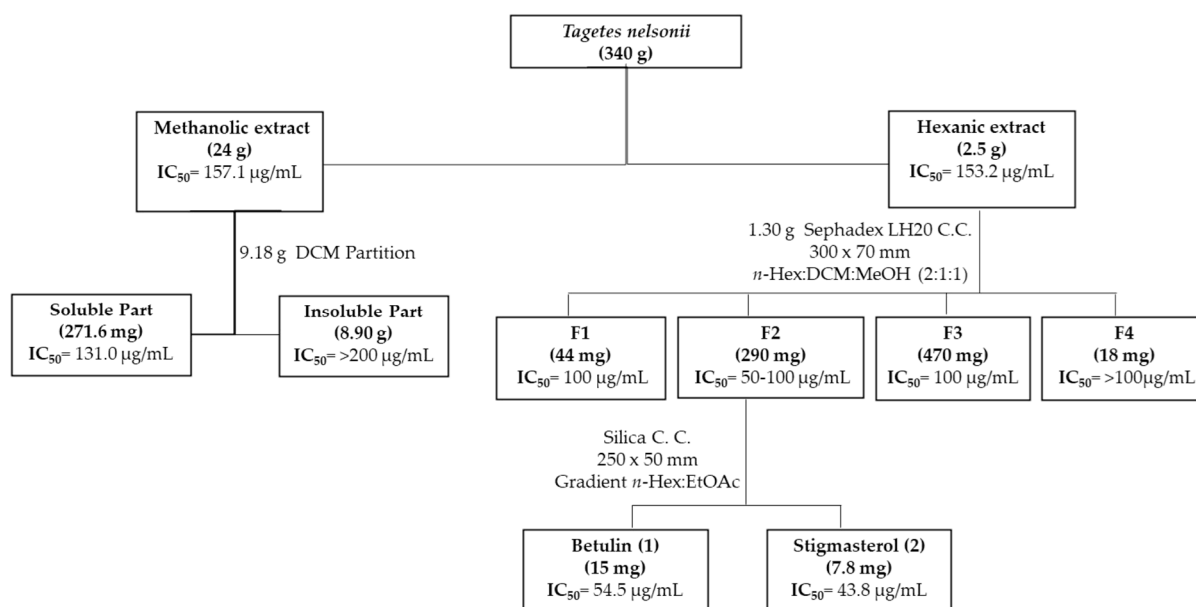 Tagetes nelsonii
(340 g)
Methanolic extract
(24 g)
IC50= 157.1 µg/mL
Hexanic extract
(2.5 g)
IC50= 153.2 µg/mL
9.18 g DCM Partition
1.30 g Sephadex LH20 C.C.
300 x 70 mm
n-Hex:DCM:MeOH (2:1:1)
Soluble Part
(271.6 mg)
IC50= 131.0 µg/mL
Insoluble Part
(8.90 g)
IC50= >200 µg/mL
F1
(44 mg)
IC50= 100 µg/mL
F2
(290 mg)
IC50= 50-100 µg/mL
F3
(470 mg)
IC50= 100 µg/mL
F4
(18 mg)
IC50= >100µg/mL
Silica C. C.
250 x 50 mm
Gradient n-Hex:EtOAc
Betulin (1)
(15 mg)
IC50= 54.5 µg/mL
Stigmasterol (2)
(7.8 mg)
IC50= 43.8 µg/mL